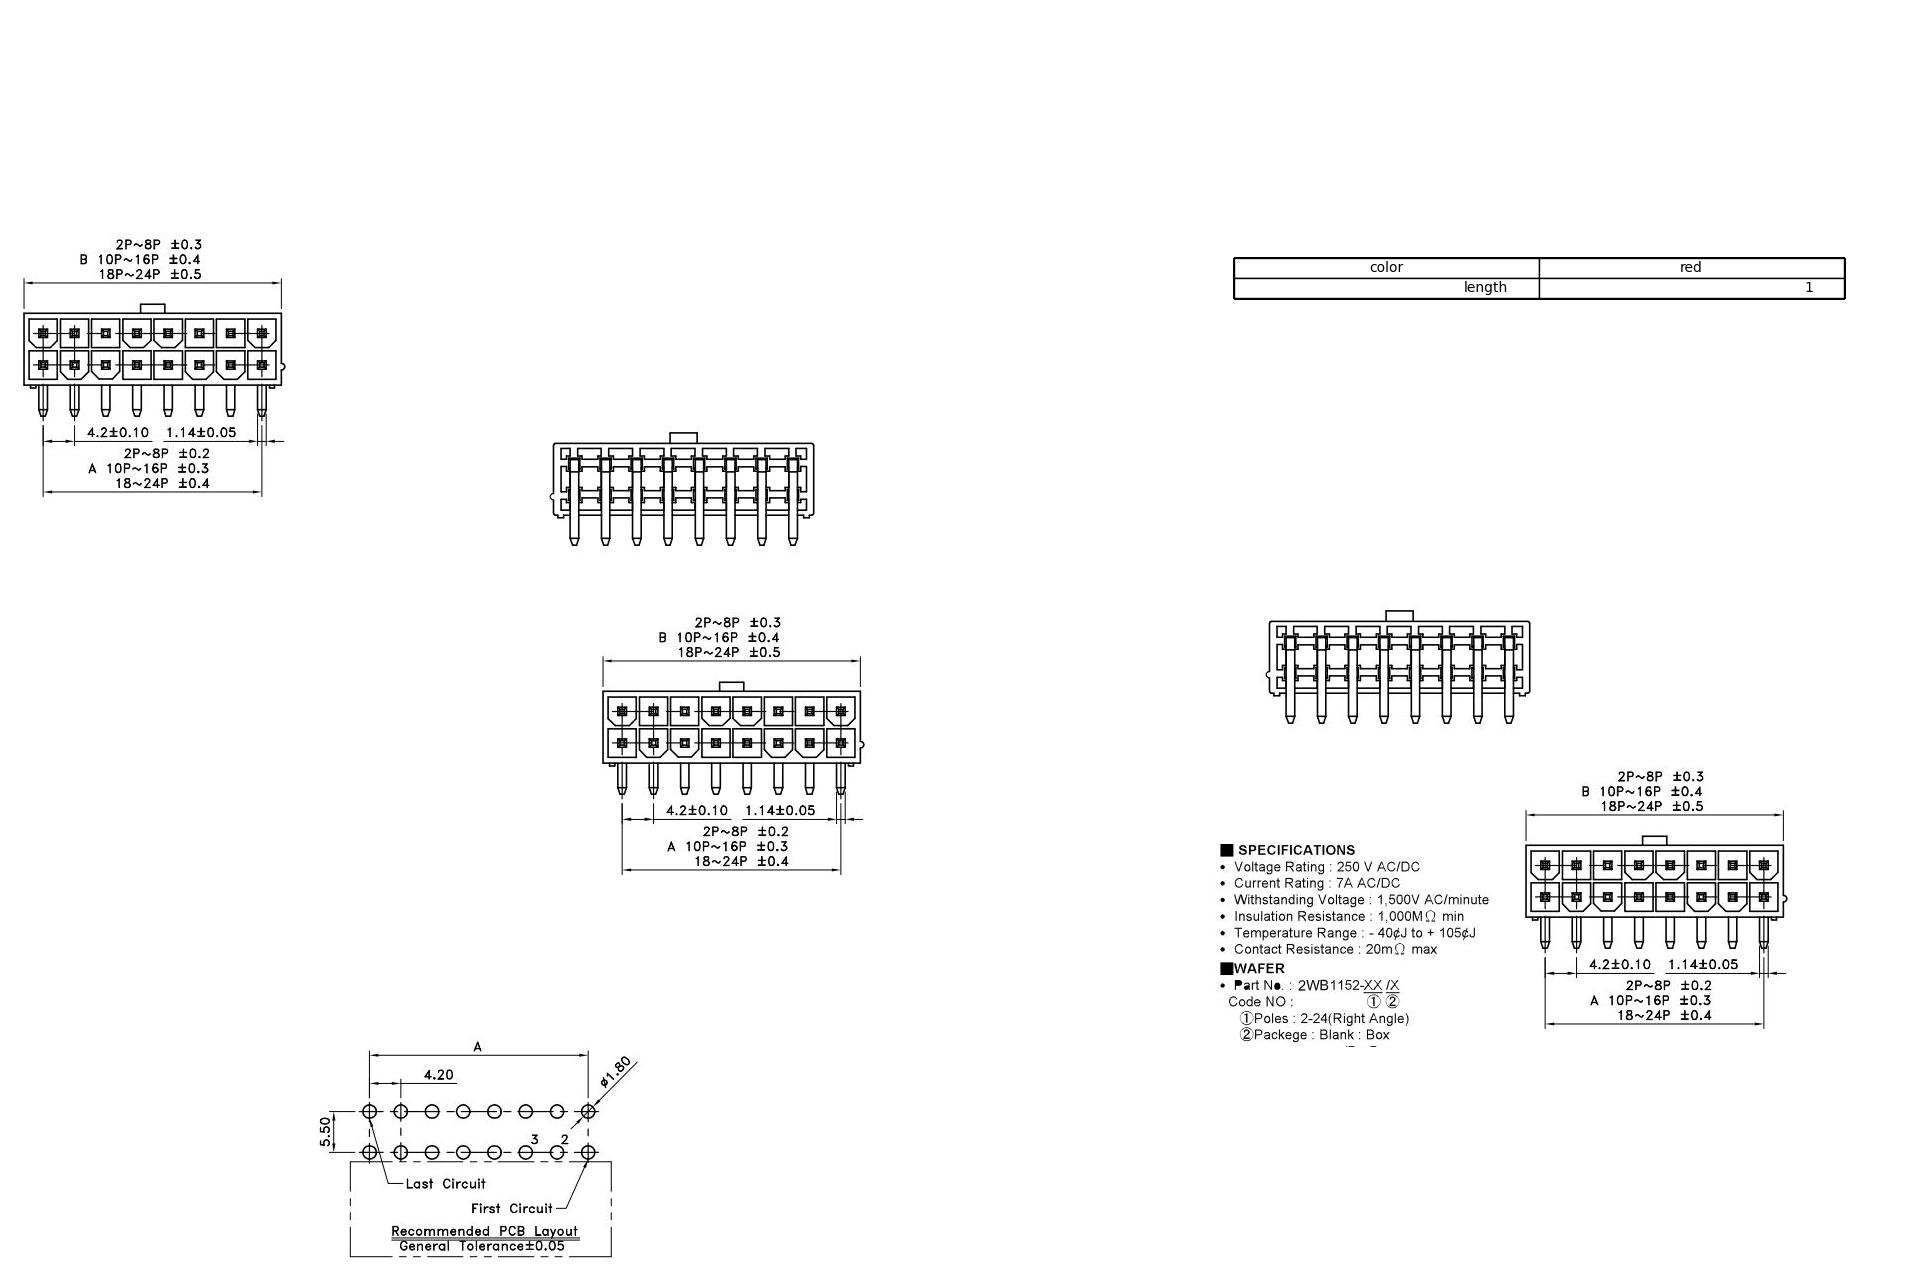 2P~8P ±0.3
B 10P~16P ±0.4
18P~24P ±0.5
4.2±0.10 1.14±0.05
2P~8P ±0.2
A 10P~16P ±0.3
18~24P ±0.4
color red
length 1
2P~8P ±0.3
B 10P~16P ±0.4
18P~24P ±0.5
4.2±0.10 1.14±0.05
2P~8P ±0.2
A 10P~16P ±0.3
18~24P ±0.4
2P~8P ±0.3
B 10P~16P ±0.4
18P~24P ±0.5
4.2±0.10 1.14±0.05
2P~8P ±0.2
A 10P~16P ±0.3
18~24P ±0.4
■ SPECIFICATIONS
• Voltage Rating : 250 V AC/DC
• Current Rating : 7A AC/DC
• Withstanding Voltage : 1,500V AC/minute
• Insulation Resistance : 1,000MΩ min
• Temperature Range : - 40¢J to + 105¢J
• Contact Resistance : 20mΩ max
■WAFER
• Part No. : 2WB1152-XX /X
Code NO : ① ②
①Poles : 2-24(Right Angle)
②Packege : Blank : Box
A
4.20
ø1.80
5.50
3 2
Last Circuit
First Circuit
Recommended PCB Layout
General Tolerance±0.05